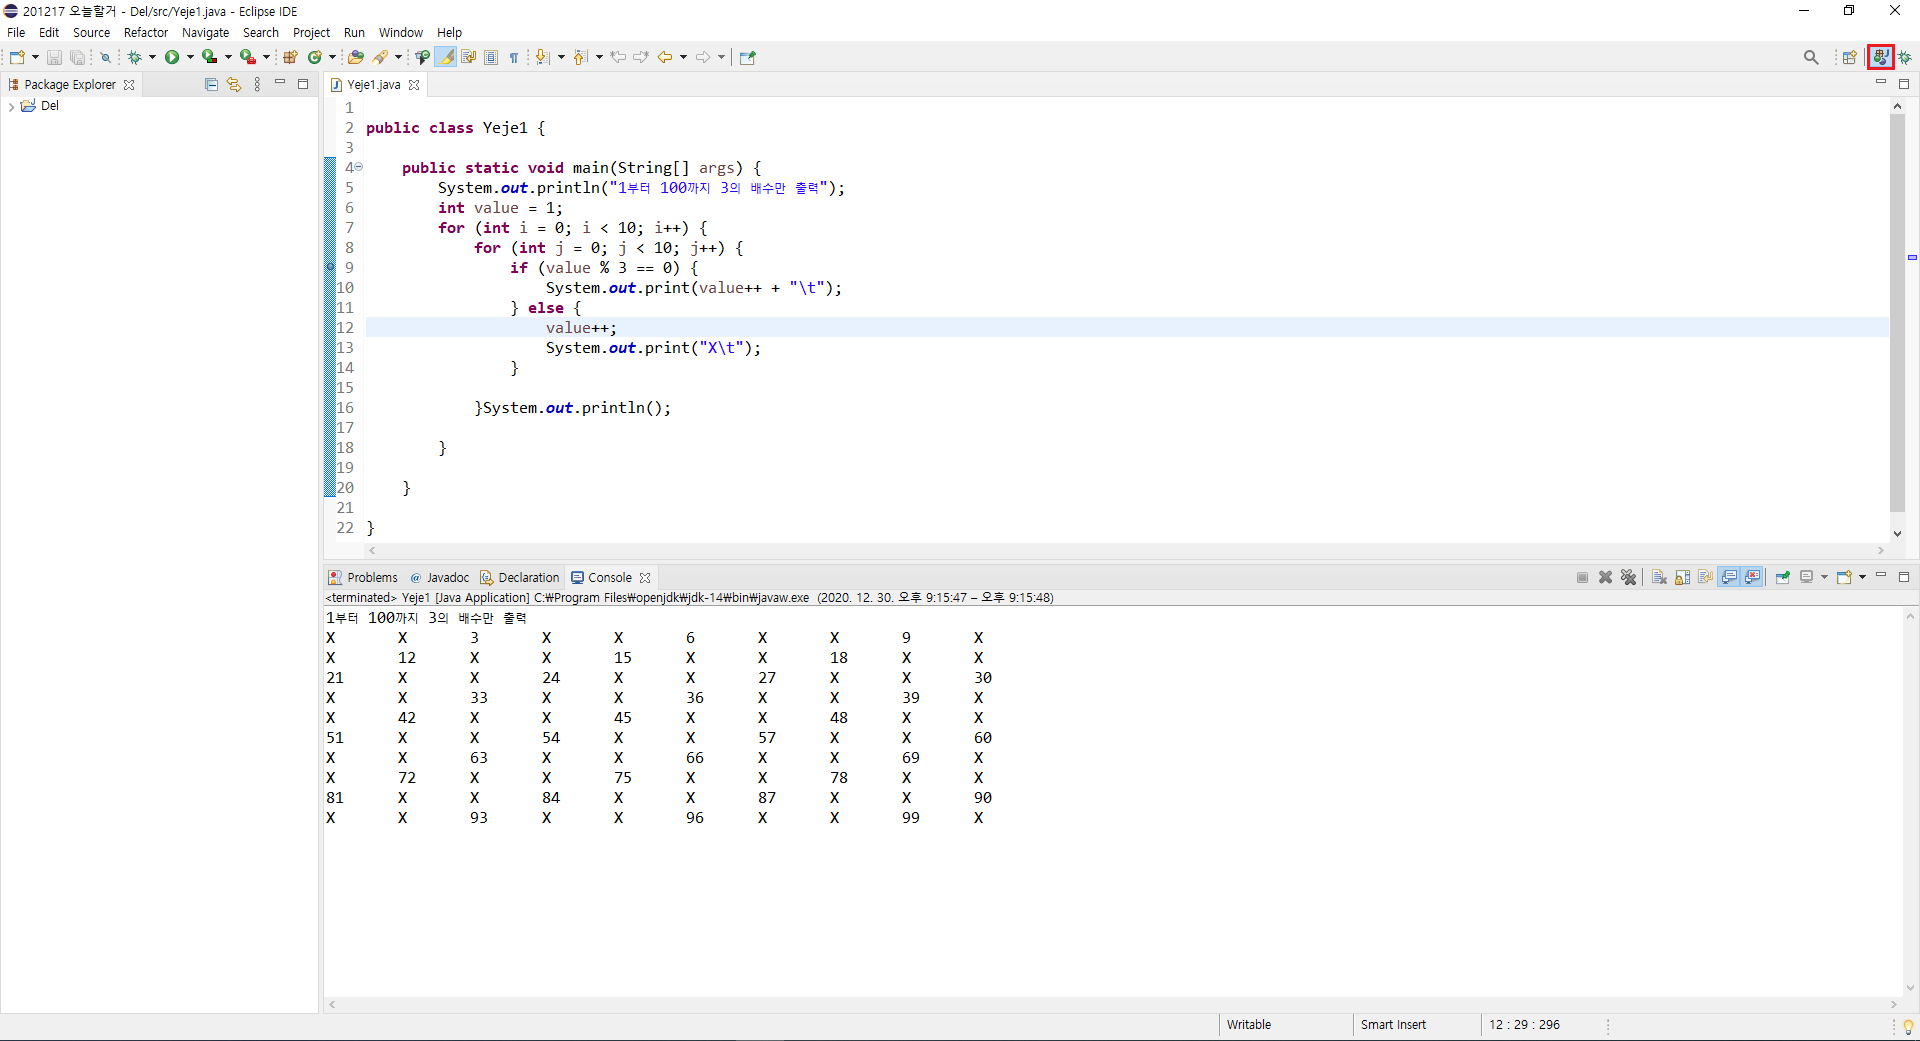 201217 오늘할거 - Del/src/Yeje1.java - Eclipse IDE
File Edit Source Refactor Navigate Search Project Run Window Help
Package Explorer
Del
Yeje1.java
1
2 public class Yeje1 {
3
4 public static void main(String[] args) {
5 System.out.println("1부터 100까지 3의 배수만 출력");
6 int value = 1;
7 for (int i = 0; i < 10; i++) {
8 for (int j = 0; j < 10; j++) {
9 if (value % 3 == 0) {
10 System.out.print(value++ + "\t");
11 } else {
12 value++;
13 System.out.print("X\t");
14 }
15
16 }System.out.println();
17
18 }
19
20 }
21
22 }
Problems @ Javadoc Declaration Console
<terminated> Yeje1 [Java Application] C:₩Program Files₩openjdk₩jdk-14₩bin₩javaw.exe (2020. 12. 30. 오후 9:15:47 – 오후 9:15:48)
1부터 100까지 3의 배수만 출력
X X 3 X X 6 X X 9 X
X 12 X X 15 X X 18 X X
21 X X 24 X X 27 X X 30
X X 33 X X 36 X X 39 X
X 42 X X 45 X X 48 X X
51 X X 54 X X 57 X X 60
X X 63 X X 66 X X 69 X
X 72 X X 75 X X 78 X X
81 X X 84 X X 87 X X 90
X X 93 X X 96 X X 99 X
Writable Smart Insert 12 : 29 : 296